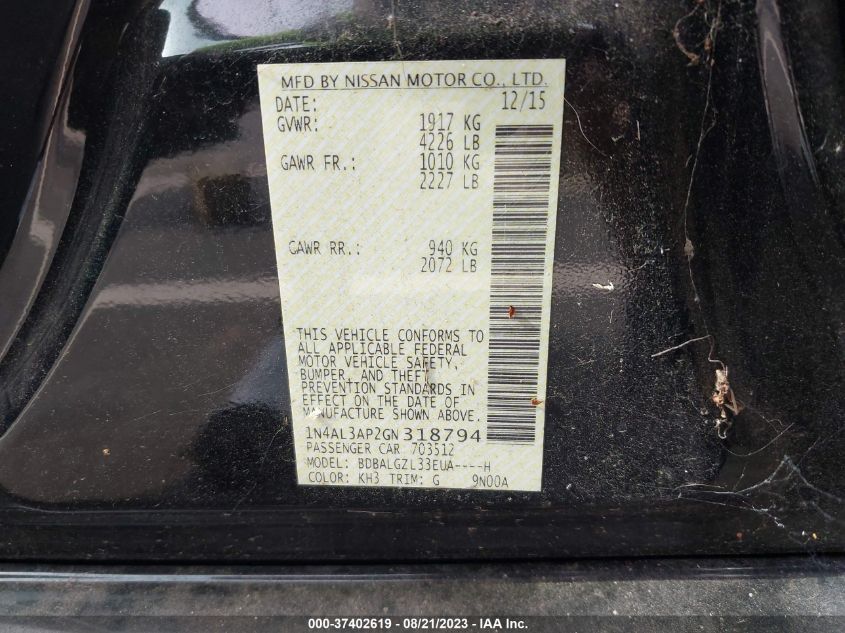 MFD BY NISSAN MOTOR CO., LTD.
DATE: 12/15
GVWR: 1917 KG
4226 LB
GAWR FR.: 1010 KG
2227 LB
GAWR RR.: 940 KG
2072 LB
THIS VEHICLE CONFORMS TO
ALL APPLICABLE FEDERAL
MOTOR VEHICLE SAFETY,
BUMPER, AND THEFT
PREVENTION STANDARDS IN
EFFECT ON THE DATE OF
MANUFACTURE SHOWN ABOVE.
1N4AL3AP2GN318794
PASSENGER CAR 703512
MODEL: BDBALGZL33EUA----H
COLOR: KH3 TRIM: G 9N00A
000-37402619 - 08/21/2023 - IAA Inc.